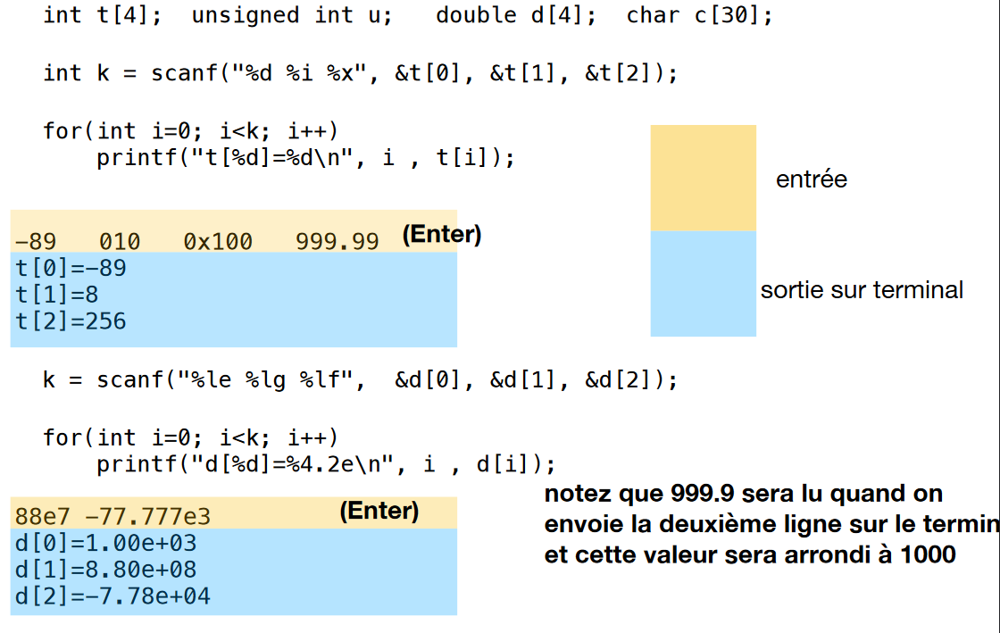 int t[4];  unsigned int u;   double d[4];  char c[30];
int k = scanf("%d %i %x", &t[0], &t[1], &t[2]);
for(int i=0; i<k; i++)
    printf("t[%d]=%d\n", i , t[i]);
entrée
-89   010   0x100   999.99  (Enter)
t[0]=-89
t[1]=8
t[2]=256
sortie sur terminal
k = scanf("%le %lg %lf",  &d[0], &d[1], &d[2]);
for(int i=0; i<k; i++)
    printf("d[%d]=%4.2e\n", i , d[i]);
88e7 -77.777e3  (Enter)
d[0]=1.00e+03
d[1]=8.80e+08
d[2]=-7.78e+04
notez que 999.9 sera lu quand on
envoie la deuxième ligne sur le termin
et cette valeur sera arrondi à 1000